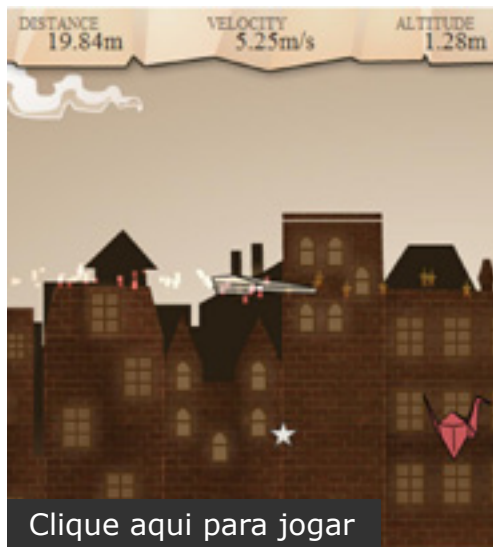 DISTANCE VELOCITY ALTITUDE
19.84m 5.25m/s 1.28m
Clique aqui para jogar